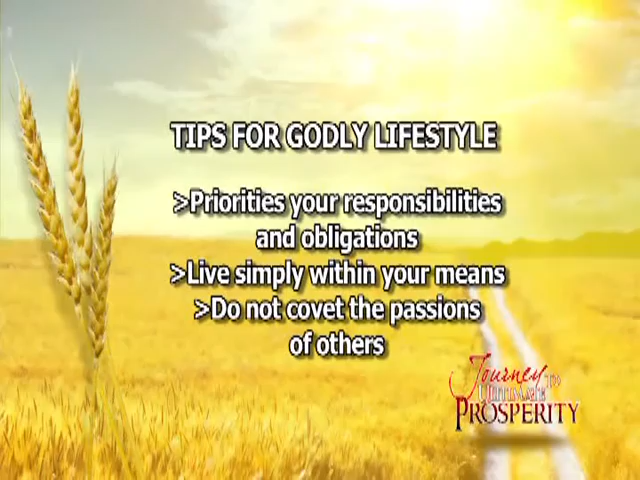 TIPS FOR GODLY LIFESTYLE
>Priorities your responsibilities
and obligations
>Live simply within your means
>Do not covet the passions
of others
Journey TO
ULTIMATE
PROSPERITY